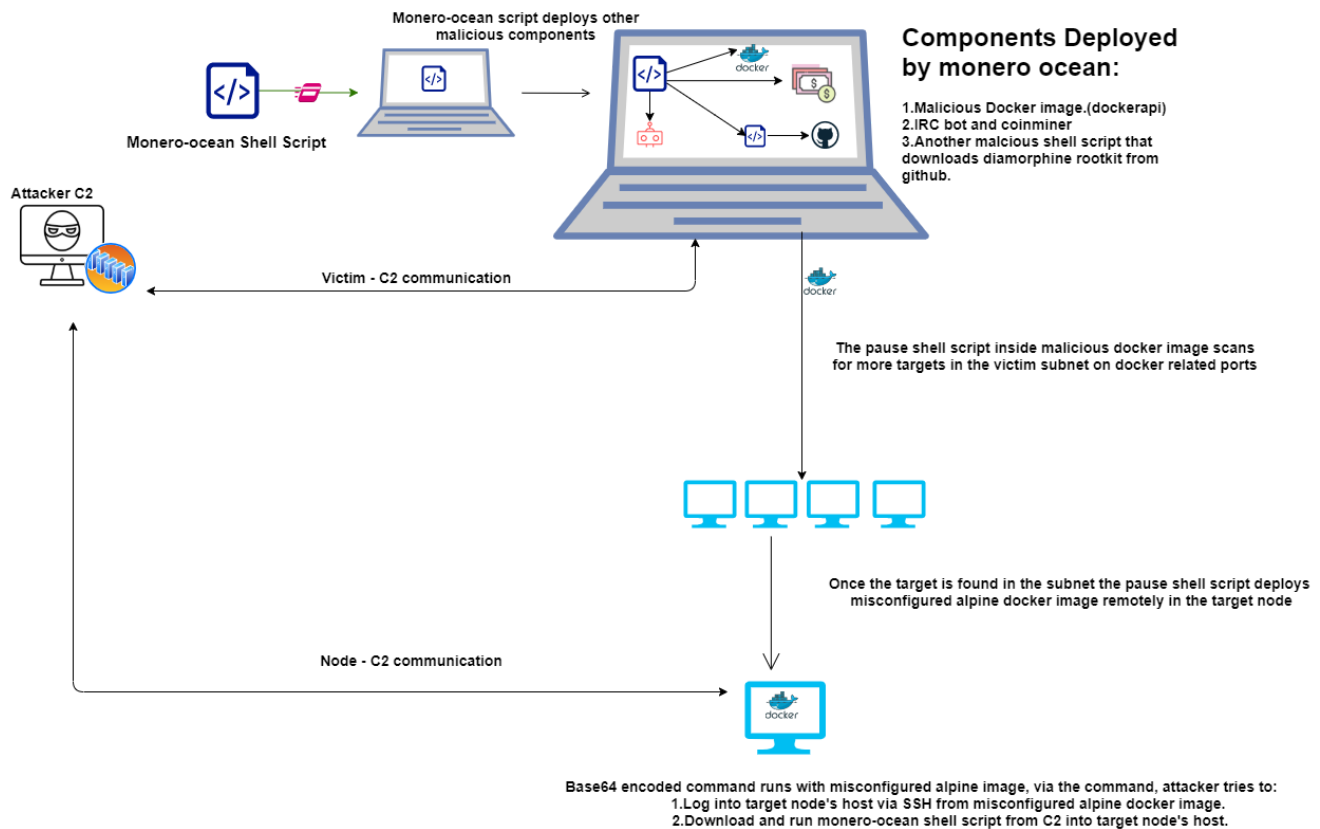 Monero-ocean script deploys other
malicious components
Components Deployed
by monero ocean:
docker
</>
</>
</>
</>
Monero-ocean Shell Script
1.Malicious Docker image.(dockerapi)
2.IRC bot and coinminer
3.Another malcious shell script that
downloads diamorphine rootkit from
github.
Attacker C2
Victim - C2 communication
docker
The pause shell script inside malicious docker image scans
for more targets in the victim subnet on docker related ports
Once the target is found in the subnet the pause shell script deploys
misconfigured alpine docker image remotely in the target node
Node - C2 communication
docker
Base64 encoded command runs with misconfigured alpine image, via the command, attacker tries to:
1.Log into target node's host via SSH from misconfigured alpine docker image.
2.Download and run monero-ocean shell script from C2 into target node's host.